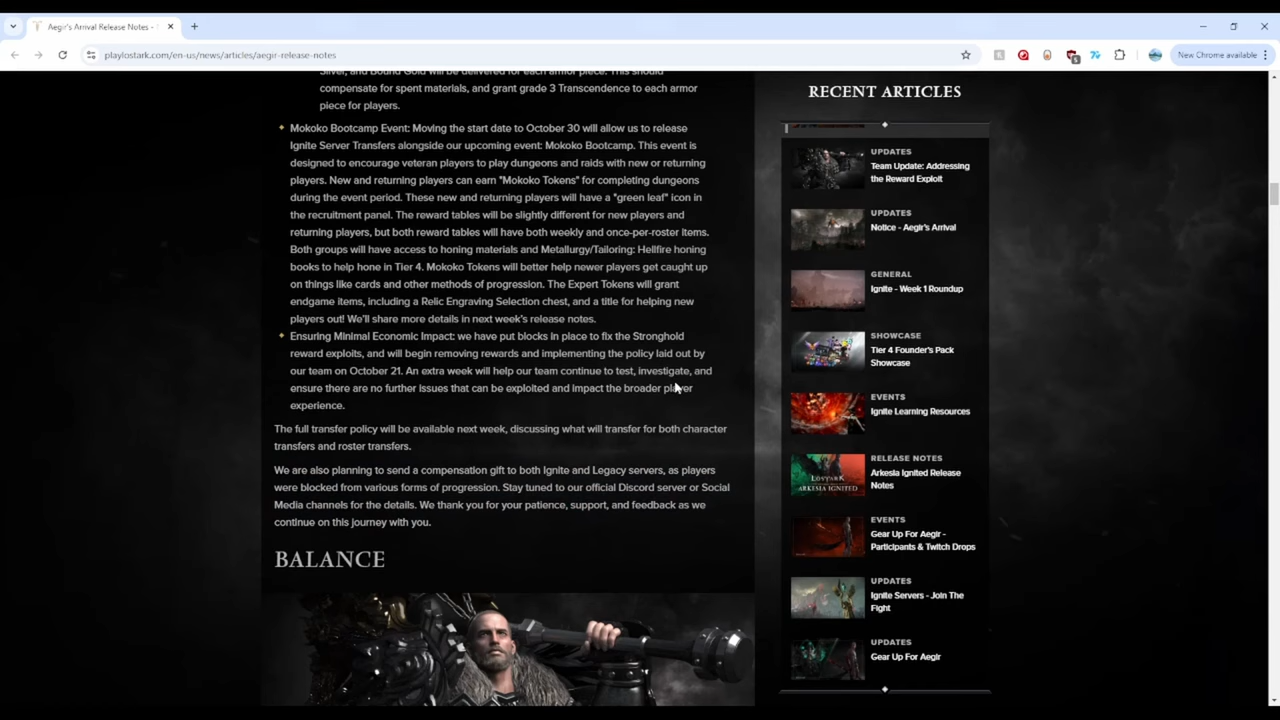 Aegir's Arrival Release Notes -
playlostark.com/en-us/news/articles/aegir-release-notes
New Chrome available
Silver, and Bound Gold will be delivered for each armor piece. This should
compensate for spent materials, and grant grade 3 Transcendence to each armor
piece for players.
Mokoko Bootcamp Event: Moving the start date to October 30 will allow us to release
Ignite Server Transfers alongside our upcoming event: Mokoko Bootcamp. This event is
designed to encourage veteran players to play dungeons and raids with new or returning
players. New and returning players can earn "Mokoko Tokens" for completing dungeons
during the event period. These new and returning players will have a "green leaf" icon in
the recruitment panel. The reward tables will be slightly different for new players and
returning players, but both reward tables will have both weekly and once-per-roster items.
Both groups will have access to honing materials and Metallurgy/Tailoring: Hellfire honing
books to help hone in Tier 4. Mokoko Tokens will better help newer players get caught up
on things like cards and other methods of progression. The Expert Tokens will grant
endgame items, including a Relic Engraving Selection chest, and a title for helping new
players out! We'll share more details in next week's release notes.
Ensuring Minimal Economic Impact: we have put blocks in place to fix the Stronghold
reward exploits, and will begin removing rewards and implementing the policy laid out by
our team on October 21. An extra week will help our team continue to test, investigate, and
ensure there are no further issues that can be exploited and impact the broader player
experience.
The full transfer policy will be available next week, discussing what will transfer for both character
transfers and roster transfers.
We are also planning to send a compensation gift to both Ignite and Legacy servers, as players
were blocked from various forms of progression. Stay tuned to our official Discord server or Social
Media channels for the details. We thank you for your patience, support, and feedback as we
continue on this journey with you.
BALANCE
RECENT ARTICLES
UPDATES
Team Update: Addressing
the Reward Exploit
UPDATES
Notice - Aegir's Arrival
GENERAL
Ignite - Week 1 Roundup
SHOWCASE
Tier 4 Founder's Pack
Showcase
EVENTS
Ignite Learning Resources
RELEASE NOTES
Arkesia Ignited Release
Notes
LOST ARK
ARKESIA IGNITED
EVENTS
Gear Up For Aegir -
Participants & Twitch Drops
UPDATES
Ignite Servers - Join The
Fight
UPDATES
Gear Up For Aegir